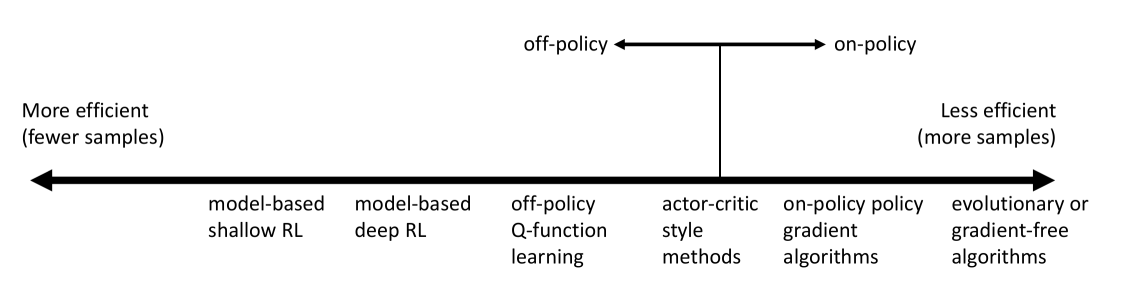 off-policy
on-policy
More efficient
(fewer samples)
Less efficient
(more samples)
model-based
shallow RL
model-based
deep RL
off-policy
Q-function
learning
actor-critic
style
methods
on-policy policy
gradient
algorithms
evolutionary or
gradient-free
algorithms